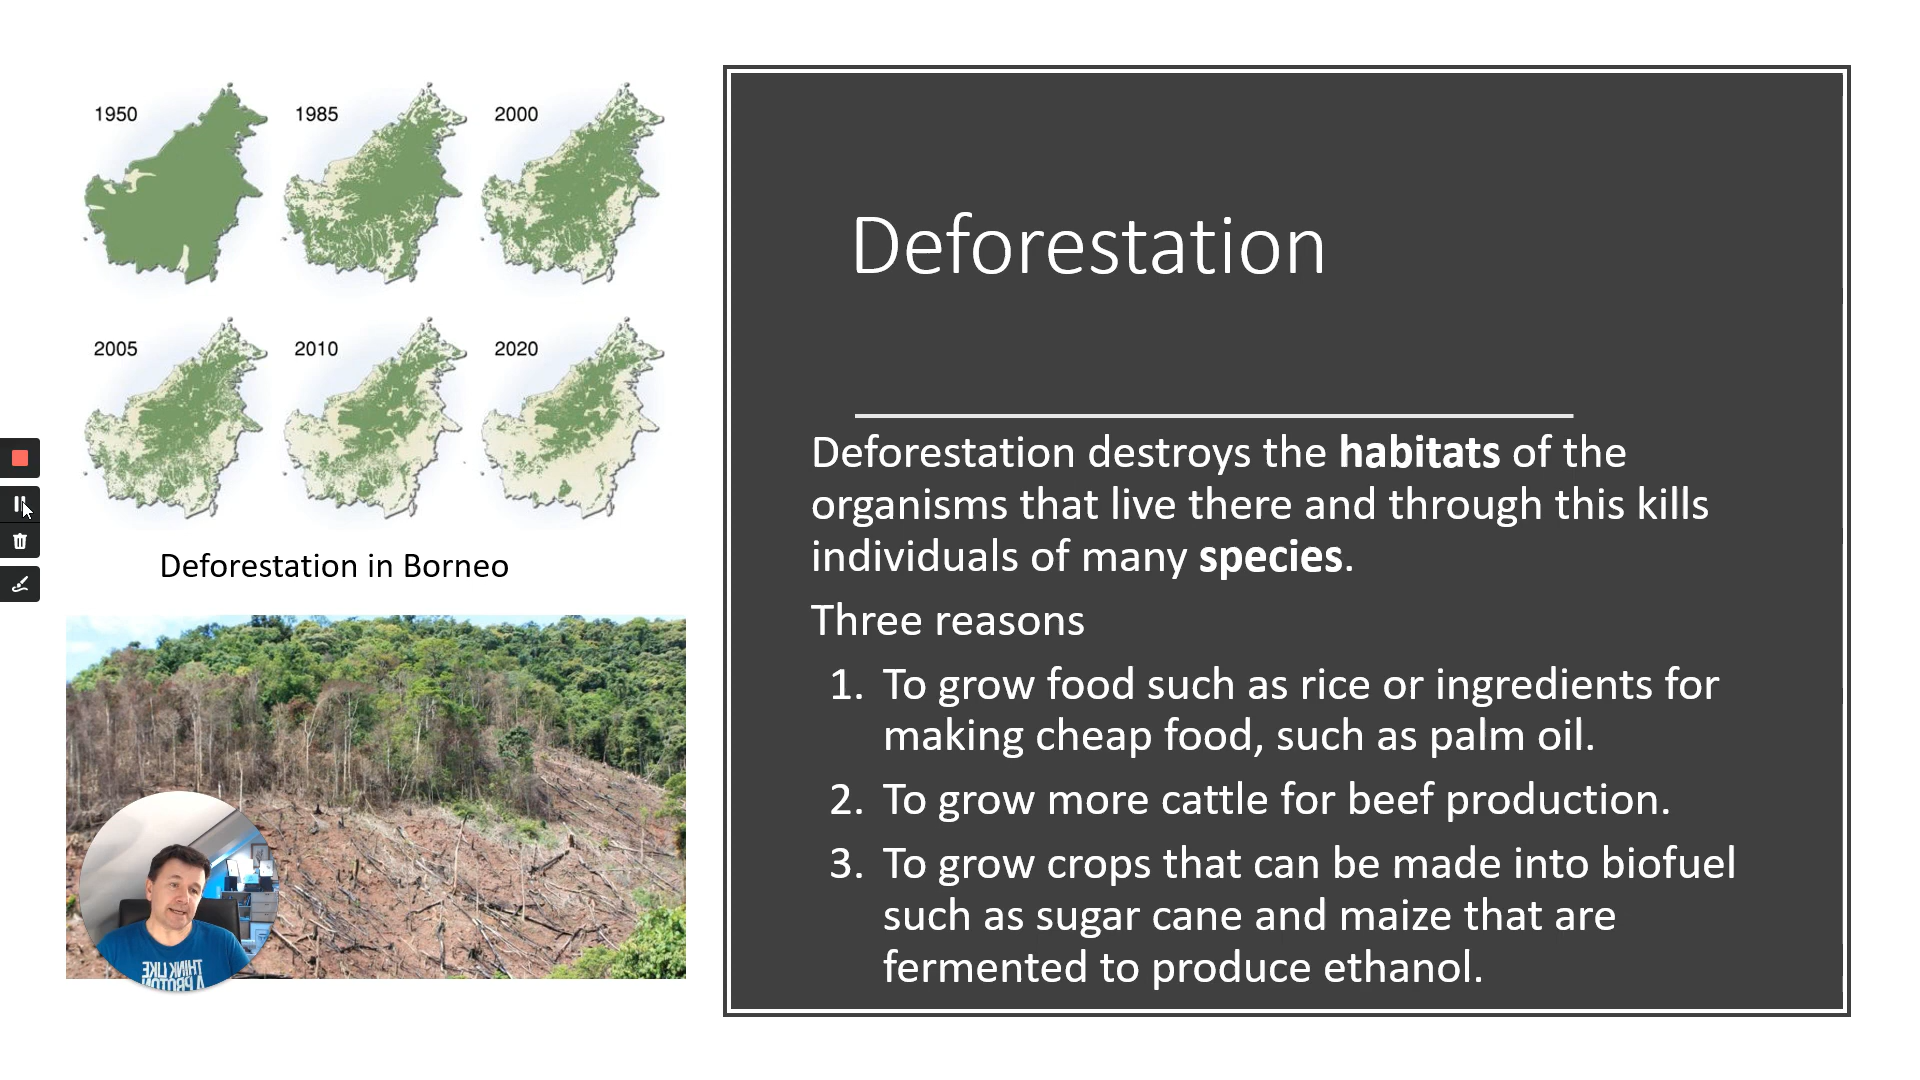 1950
1985
2000
2005
2010
2020
Deforestation in Borneo
THINK LIKE
A PROTON
Deforestation
Deforestation destroys the habitats of the
organisms that live there and through this kills
individuals of many species.
Three reasons
1. To grow food such as rice or ingredients for
making cheap food, such as palm oil.
2. To grow more cattle for beef production.
3. To grow crops that can be made into biofuel
such as sugar cane and maize that are
fermented to produce ethanol.